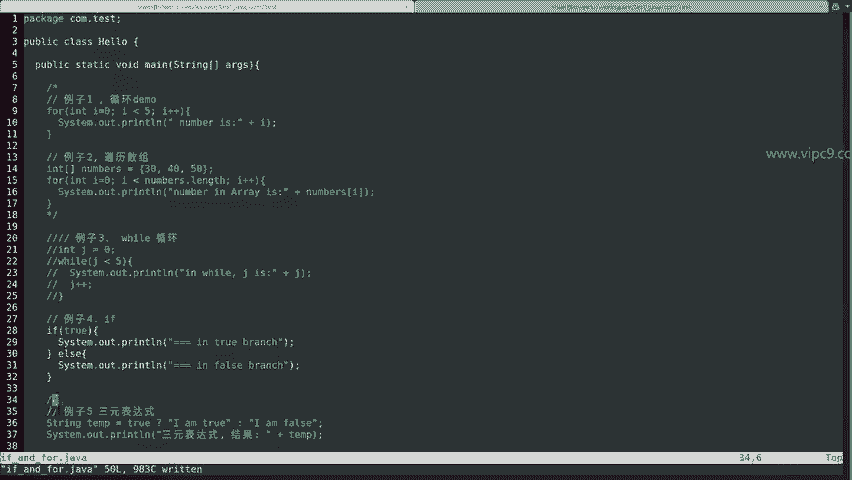 1 package com.test;
2
3 public class Hello {
4
5 public static void main(String[] args){
6
7 /*
8 // 例子1 , 循环demo
9 for(int i=0; i < 5; i++){
10 System.out.println(" number is:" + i);
11 }
12
13 // 例子2, 遍历数组
14 int[] numbers = {30, 40, 50};
15 for(int i=0; i < numbers.length; i++){
16 System.out.println("number in Array is:" + numbers[i]);
17 }
18 */
19
20 //// 例子3. while 循环
21 //int j = 0;
22 //while(j < 5){
23 // System.out.println("in while, j is:" + j);
24 // j++;
25 //}
26
27 // 例子4. if
28 if(true){
29 System.out.println("=== in true branch");
30 } else{
31 System.out.println("=== in false branch");
32 }
33
34 /*
35 // 例子5 三元表达式
36 String temp = true ? "I am true" : "I am false";
37 System.out.println("三元表达式, 结果: " + temp);
38
if_and_for.java 34,6 Top
"if_and_for.java" 50L, 983C written
www.vipc9.co